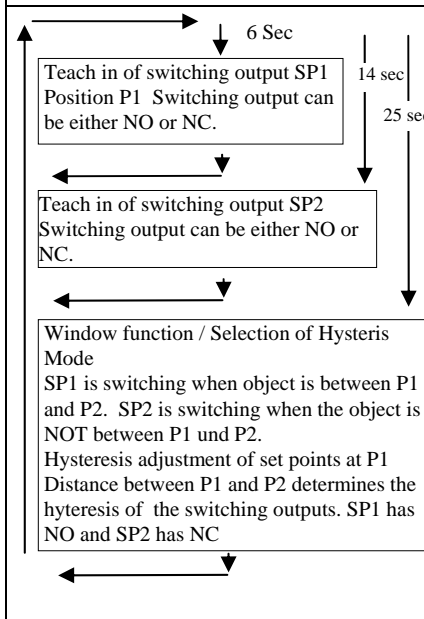 6 Sec
Teach in of switching output SP1
Position P1 Switching output can
be either NO or NC.
14 sec
25 sec
Teach in of switching output SP2
Switching output can be either NO or
NC.
Window function / Selection of Hysteris
Mode
SP1 is switching when object is between P1
and P2. SP2 is switching when the object is
NOT between P1 und P2.
Hysteresis adjustment of set points at P1
Distance between P1 and P2 determines the
hyteresis of the switching outputs. SP1 has
NO and SP2 has NC